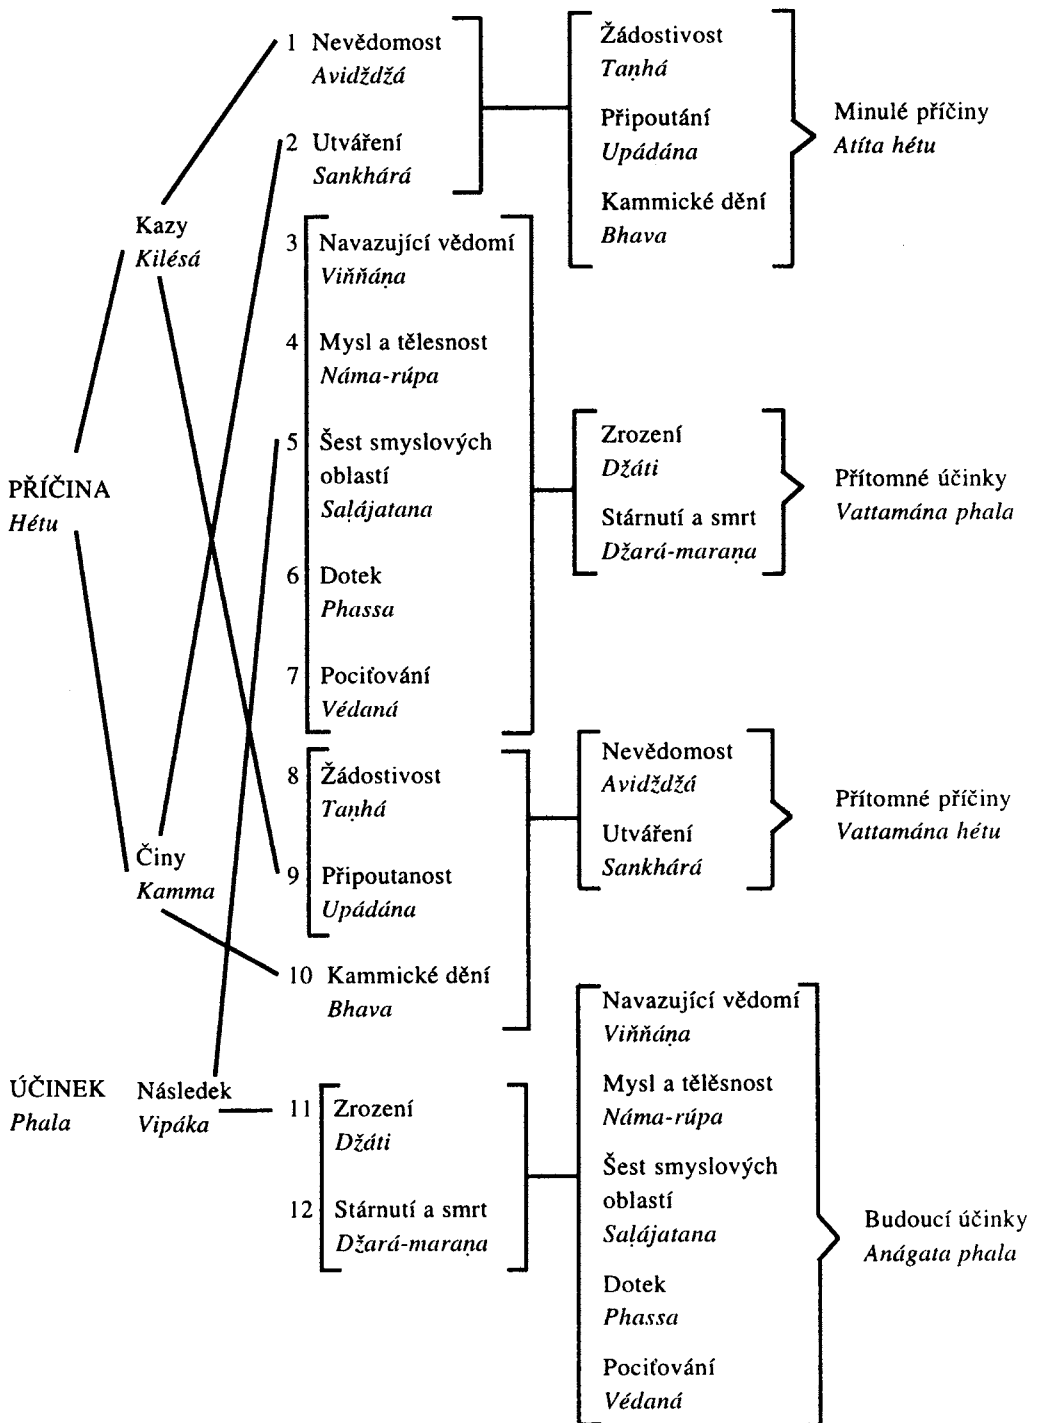 1 Nevědomost
Avidždžá
2 Utváření
Sankhárá
Žádostivost
Taṇhá
Připoutání
Upádána
Kammické dění
Bhava
Minulé příčiny
Atíta hétu
Kazy
Kilésá
3 Navazující vědomí
Viňňáṇa
4 Mysl a tělesnost
Náma-rúpa
5 Šest smyslových
oblastí
Saḷájatana
6 Dotek
Phassa
7 Pociťování
Védaná
Zrození
Džáti
Stárnutí a smrt
Džará-maraṇa
Přítomné účinky
Vattamána phala
PŘÍČINA
Hétu
8 Žádostivost
Taṇhá
9 Připoutanost
Upádána
10 Kammické dění
Bhava
Nevědomost
Avidždžá
Utváření
Sankhárá
Přítomné příčiny
Vattamána hétu
Činy
Kamma
ÚČINEK
Phala
Následek
Vipáka
11 Zrození
Džáti
12 Stárnutí a smrt
Džará-maraṇa
Navazující vědomí
Viňňáṇa
Mysl a tělěsnost
Náma-rúpa
Šest smyslových
oblastí
Saḷájatana
Dotek
Phassa
Pociťování
Védaná
Budoucí účinky
Anágata phala